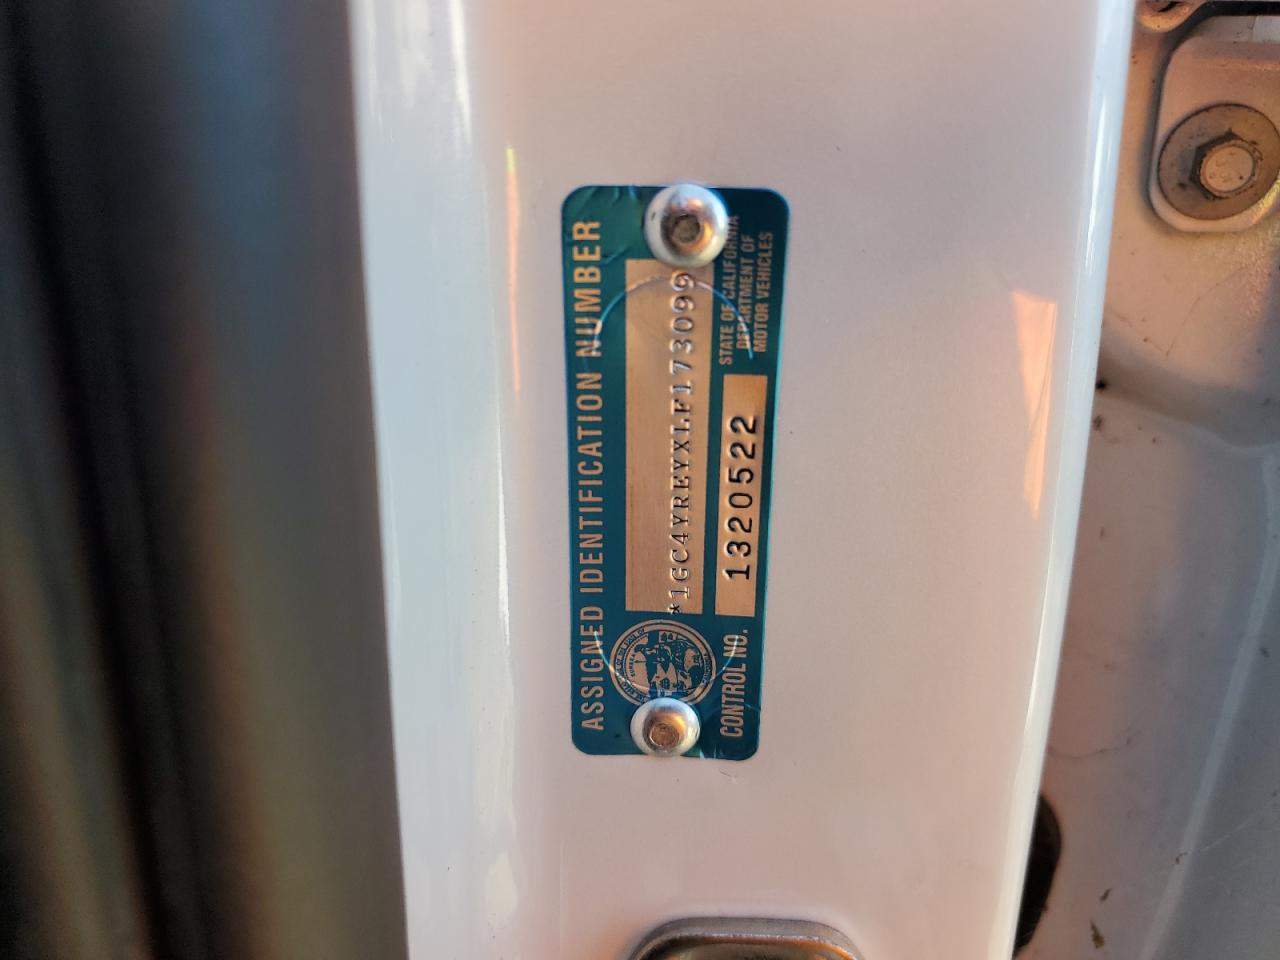 ASSIGNED IDENTIFICATION NUMBER
*1GC4YREYXLF173099
STATE OF CALIFORNIA
DEPARTMENT OF
MOTOR VEHICLES
CONTROL NO. 1320522